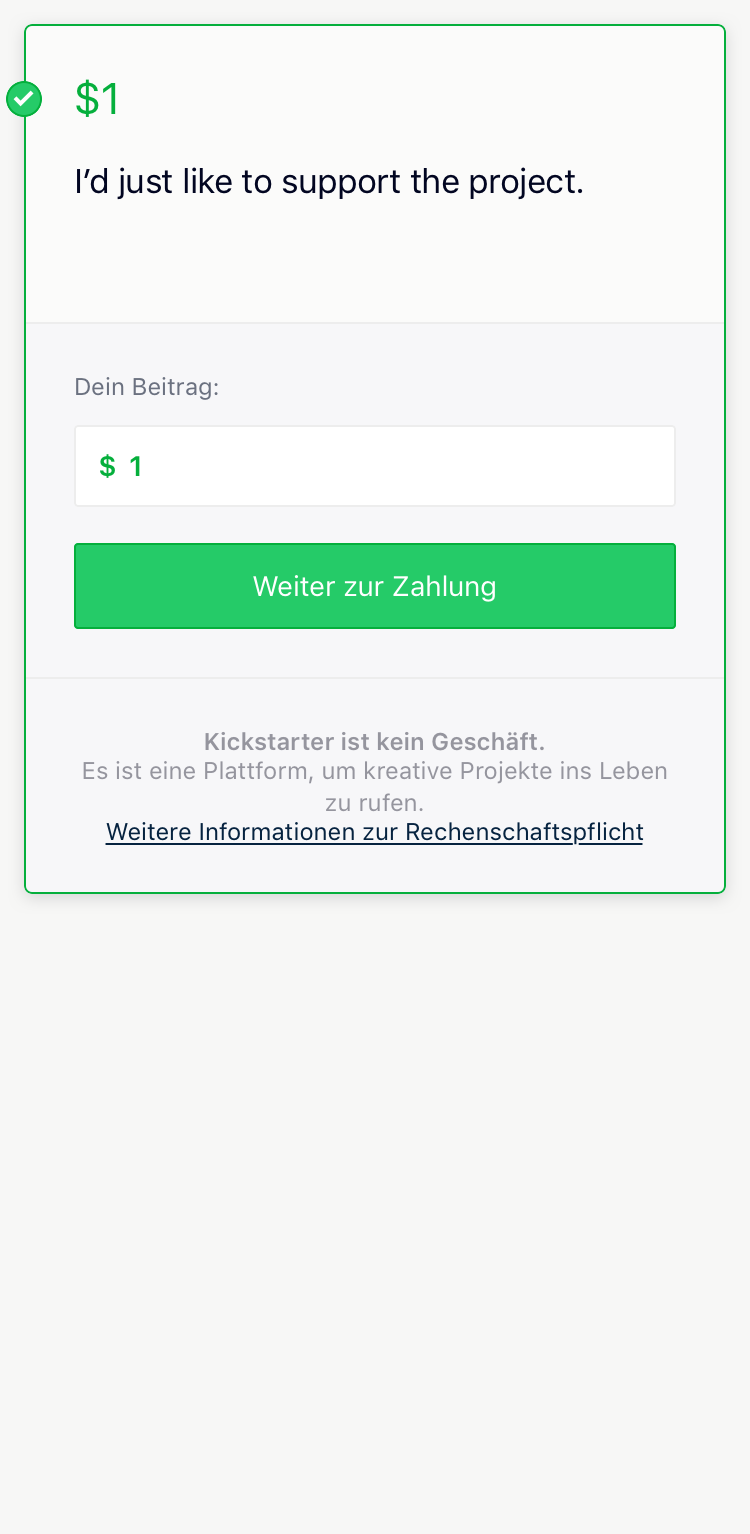 $1
I’d just like to support the project.
Dein Beitrag:
$ 1
Weiter zur Zahlung
Kickstarter ist kein Geschäft.
Es ist eine Plattform, um kreative Projekte ins Leben
zu rufen.
Weitere Informationen zur Rechenschaftspflicht